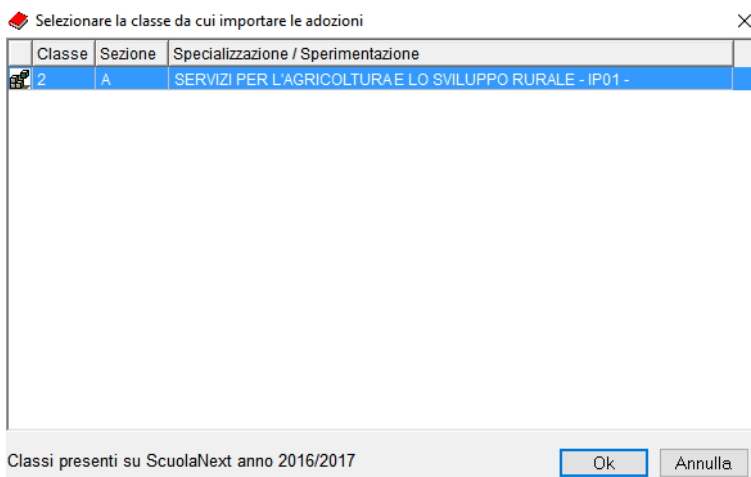 Selezionare la classe da cui importare le adozioni
Classe Sezione Specializzazione / Sperimentazione
2 A SERVIZI PER L'AGRICOLTURA E LO SVILUPPO RURALE - IP01 -
Classi presenti su ScuolaNext anno 2016/2017
Ok Annulla